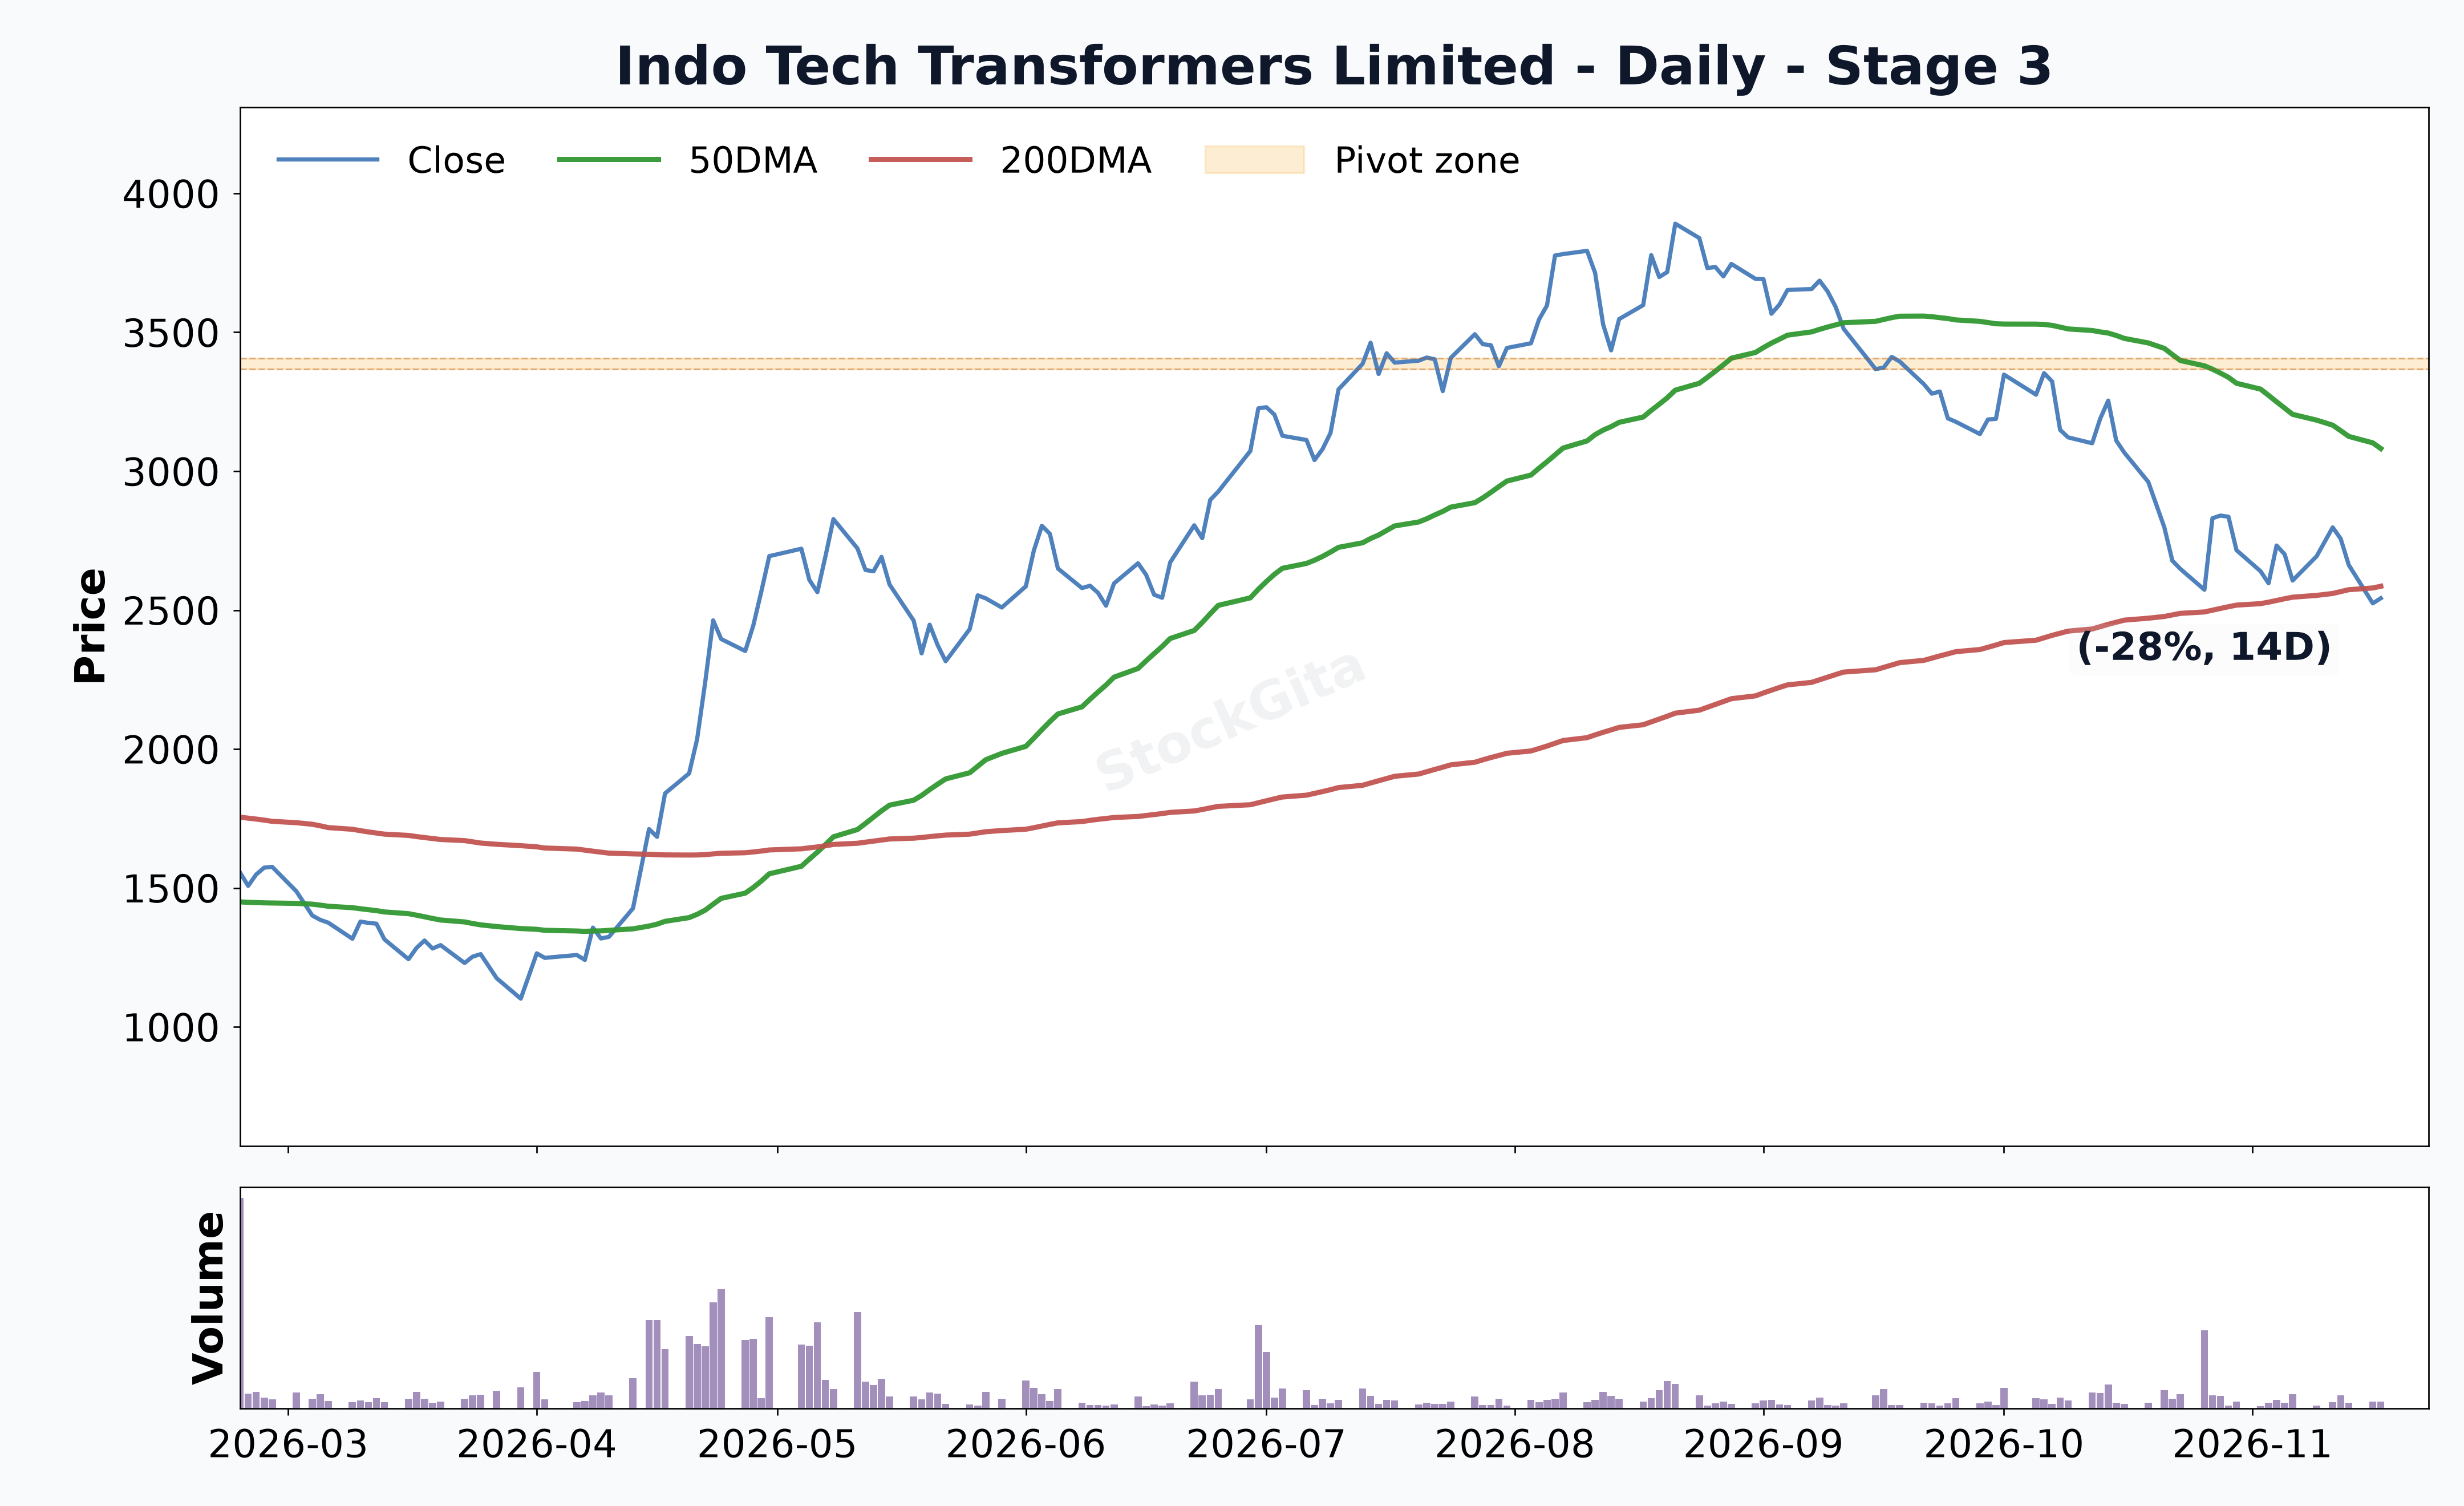 Indo Tech Transformers Limited - Daily - Stage 3
Close 50DMA 200DMA Pivot zone
4000
3500
3000
2500
2000
1500
1000
Price
(-28%, 14D)
StockGita
Volume
2026-03 2026-04 2026-05 2026-06 2026-07 2026-08 2026-09 2026-10 2026-11